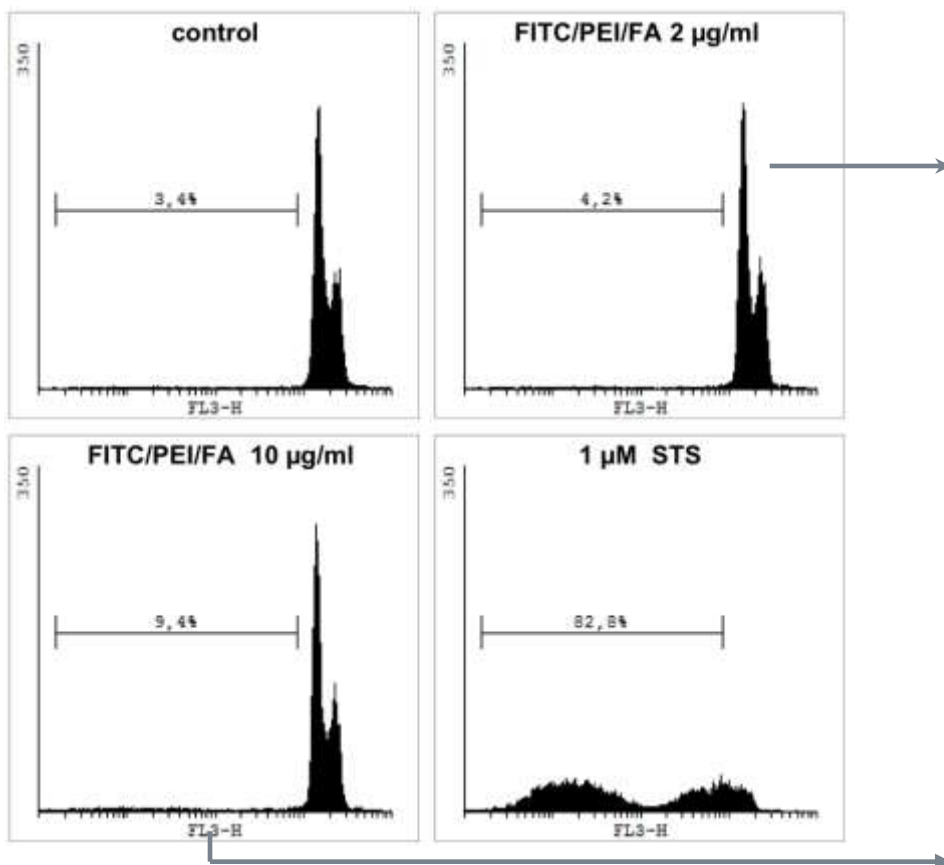 control
350
3,4%
FL3-H
FITC/PEI/FA 2 µg/ml
350
4,2%
FL3-H
FITC/PEI/FA 10 µg/ml
350
9,4%
FL3-H
1 µM STS
350
82,8%
FL3-H